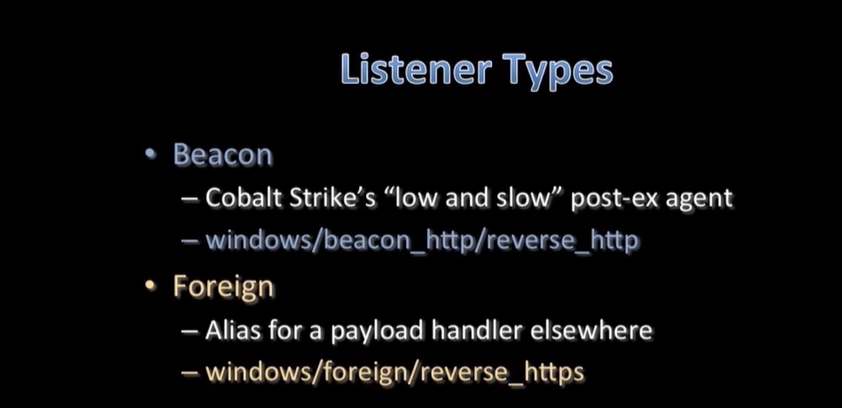 Listener Types
• Beacon
– Cobalt Strike’s “low and slow” post-ex agent
– windows/beacon_http/reverse_http
• Foreign
– Alias for a payload handler elsewhere
– windows/foreign/reverse_https